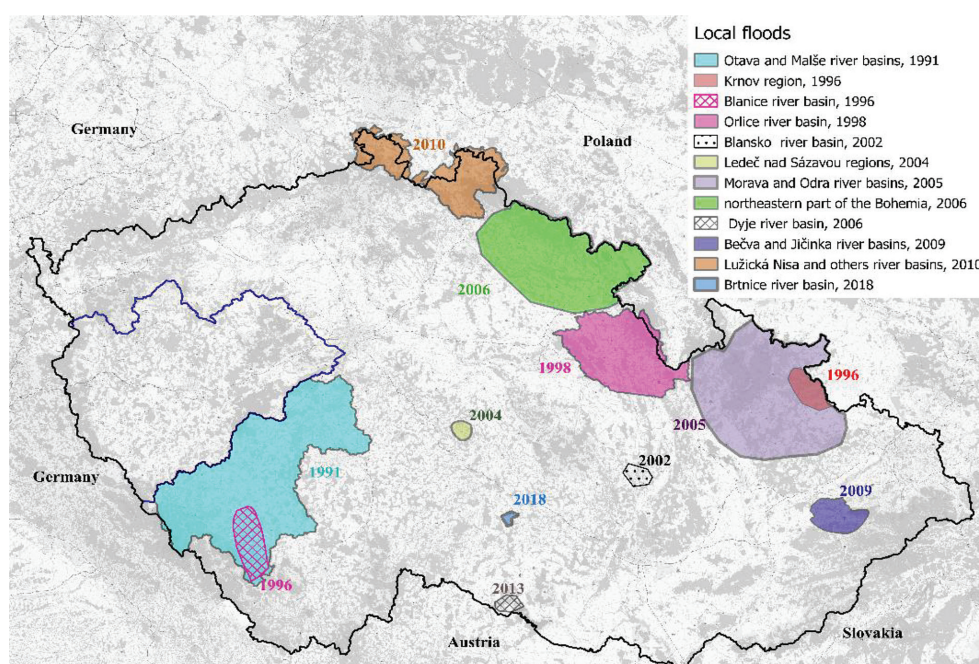 Local floods
Otava and Malše river basins, 1991
Krnov region, 1996
Blanice river basin, 1996
Orlice river basin, 1998
Blansko river basin, 2002
Ledeč nad Sázavou regions, 2004
Morava and Odra river basins, 2005
northeastern part of the Bohemia, 2006
Dyje river basin, 2006
Bečva and Jičinka river basins, 2009
Lužická Nisa and others river basins, 2010
Brtnice river basin, 2018
Germany
2010
Poland
2006
1998
1996
2004
2005
1991
2002
Germany
2009
2018
1996
2013
Austria
Slovakia